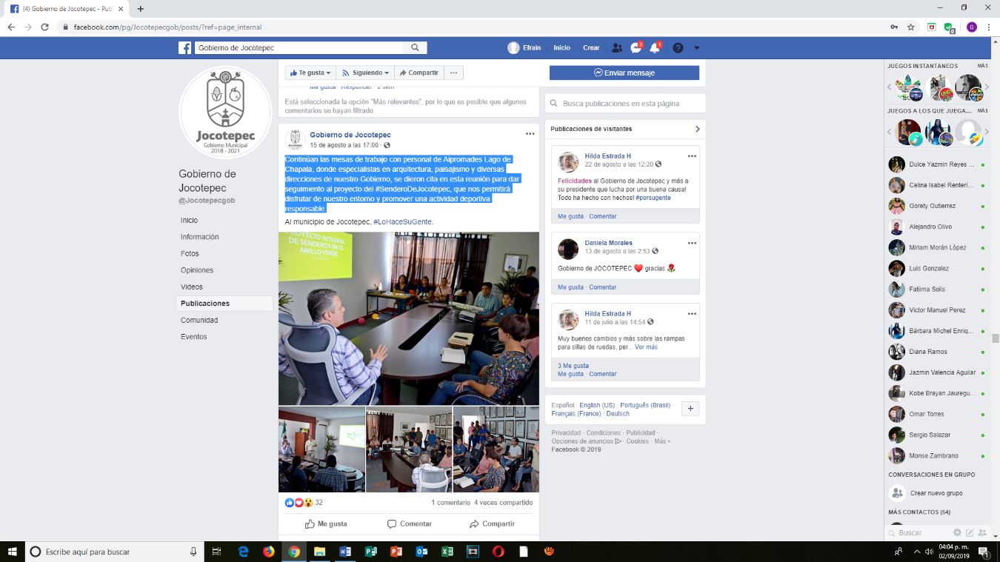 (4) Gobierno de Jocotepec - Pub
facebook.com/pg/Jocotepecgob/posts/?ref=page_internal
Gobierno de Jocotepec
Efrain
Inicio
Crear
3
1
Jocotepec
Gobierno Municipal
2018 - 2021
Gobierno de
Jocotepec
@Jocotepecgob
Inicio
Información
Fotos
Opiniones
Videos
Publicaciones
Comunidad
Eventos
Te gusta
Siguiendo
Compartir
Me gusta · Responder · 2 sem
Está seleccionada la opción "Más relevantes", por lo que es posible que algunos
comentarios se hayan filtrado.
Gobierno de Jocotepec
15 de agosto a las 17:00 ·
Continúan las mesas de trabajo con personal de Aipromades Lago de
Chapala, donde especialistas en arquitectura, paisajismo y diversas
direcciones de nuestro Gobierno, se dieron cita en esta reunión para dar
seguimiento al proyecto del #SenderoDeJocotepec, que nos permitirá
disfrutar de nuestro entorno y promover una actividad deportiva
responsable.
Al municipio de Jocotepec, #LoHaceSuGente.
PROYECTO INTEGRAL
DE SENDEROS EN EL
ANILLO VERDE
32
1 comentario 4 veces compartido
Me gusta
Comentar
Compartir
Enviar mensaje
Busca publicaciones en esta página
Publicaciones de visitantes
Hilda Estrada H
22 de agosto a las 12:20
Felicidades al Gobierno de Jocotepec y más a
su presidente que lucha por una buena causa!
Todo ha hecho con hechos! #porsugente
Me gusta · Comentar
Daniela Morales
13 de agosto a las 2:53
Gobierno de JOCOTEPEC ❤️ gracias 🌹
Me gusta · Comentar
Hilda Estrada H
11 de julio a las 14:54
Muy buenos cambios y más sobre las rampas
para sillas de ruedas, per... Ver más
3 Me gusta
Me gusta · Comentar
Español · English (US) · Português (Brasil) ·
Français (France) · Deutsch
Privacidad · Condiciones · Publicidad ·
Opciones de anuncios · Cookies · Más
Facebook © 2019
JUEGOS INSTANTÁNEOS MÁS
JUEGOS A LOS QUE JUEGA... MÁS
Dulce Yazmin Reyes ...
Celina Isabel Renterí...
Gorety Gutierrez
Alejandro Olivo
Miriam Morán López
Luis Gonzalez
Fatiima Solis
Victor Manuel Perez
Bárbara Michel Enriq...
Diana Ramos
Jazmin Valencia Aguilar
Kobe Brayan Jauregu...
Omar Torres
Sergio Salazar
Monse Zambrano
CONVERSACIONES EN GRUPO
Crear nuevo grupo
MÁS CONTACTOS (54)
Buscar
Escribe aquí para buscar
04:04 p. m.
02/09/2019